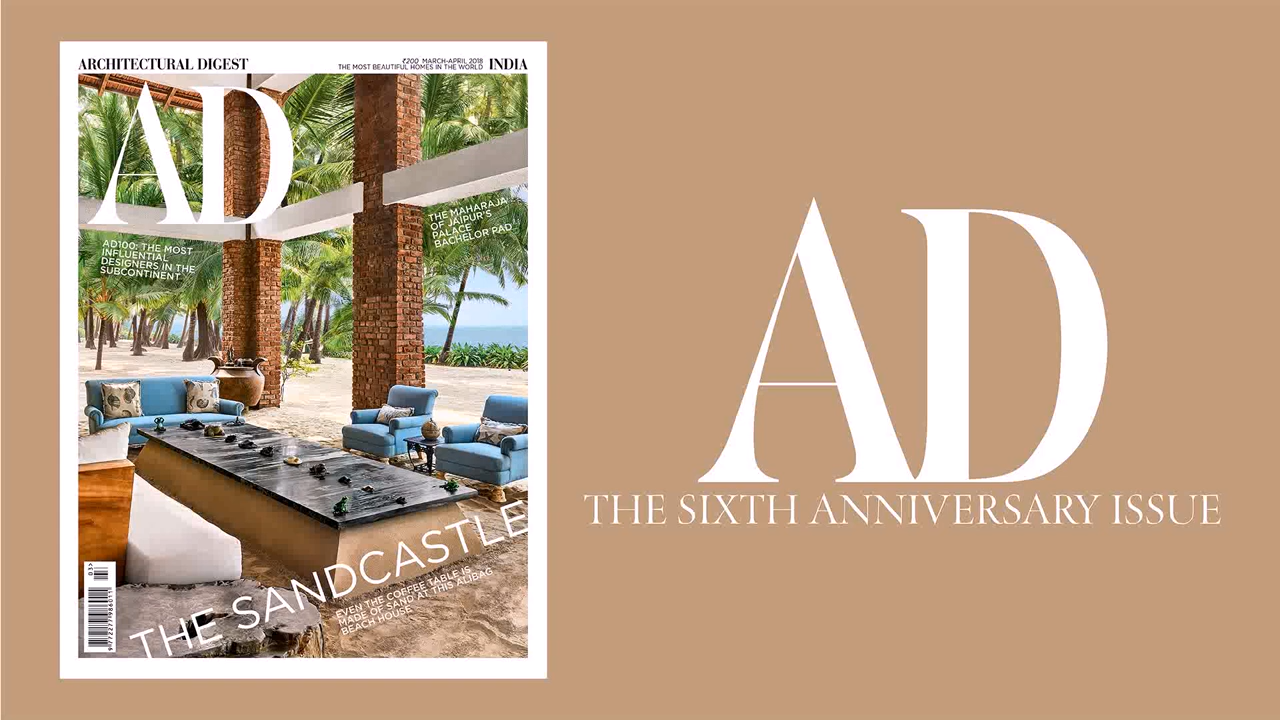 ARCHITECTURAL DIGEST
₹200 MARCH-APRIL 2018
THE MOST BEAUTIFUL HOMES IN THE WORLD
INDIA
AD
AD100: THE MOST
INFLUENTIAL
DESIGNERS IN THE
SUBCONTINENT
THE MAHARAJA
OF JAIPUR'S
PALACE
BACHELOR PAD
THE SANDCASTLE
EVEN THE COFFEE TABLE IS
MADE OF SAND AT THIS ALIBAG
BEACH HOUSE
03>
AD
THE SIXTH ANNIVERSARY ISSUE